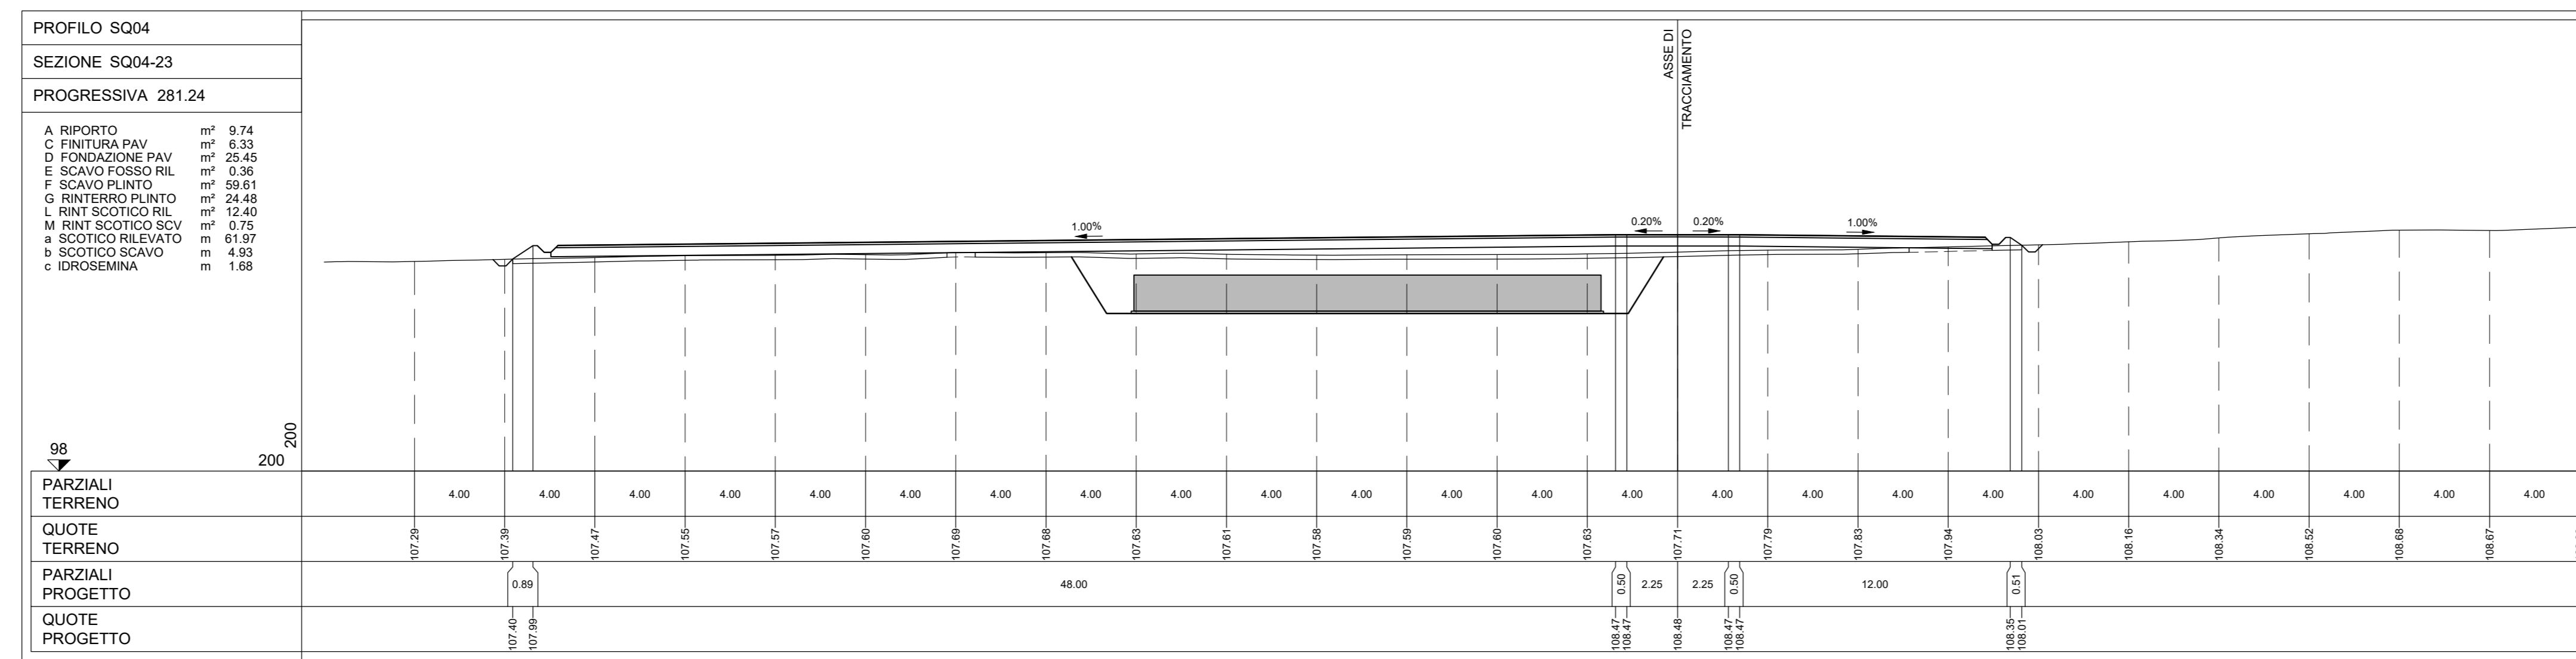 PROFILO SQ04
SEZIONE SQ04-23
PROGRESSIVA 281.24
A RIPORTO m² 9.74
C FINITURA PAV m² 6.33
D FONDAZIONE PAV m² 25.45
E SCAVO FOSSO RIL m² 0.36
F SCAVO PLINTO m² 59.61
G RINTERRO PLINTO m² 24.48
L RINT SCOTICO RIL m² 12.40
M RINT SCOTICO SCV m² 0.75
a SCOTICO RILEVATO m 61.97
b SCOTICO SCAVO m 4.93
c IDROSEMINA m 1.68
ASSE DI
TRACCIAMENTO
1.00% 0.20% 0.20% 1.00%
98
200
200
PARZIALI
TERRENO
4.00 4.00 4.00 4.00 4.00 4.00 4.00 4.00 4.00 4.00 4.00 4.00 4.00 4.00 4.00 4.00 4.00 4.00 4.00 4.00 4.00 4.00 4.00 4.00
QUOTE
TERRENO
107.29 107.39 107.47 107.55 107.57 107.60 107.69 107.68 107.63 107.61 107.58 107.59 107.60 107.63 107.71 107.79 107.83 107.94 108.03 108.16 108.34 108.52 108.68 108.67
PARZIALI
PROGETTO
0.89 48.00 0.50 2.25 2.25 0.50 12.00 0.51
QUOTE
PROGETTO
107.40 107.99 108.47 108.47 108.48 108.47 108.47 108.35 108.01